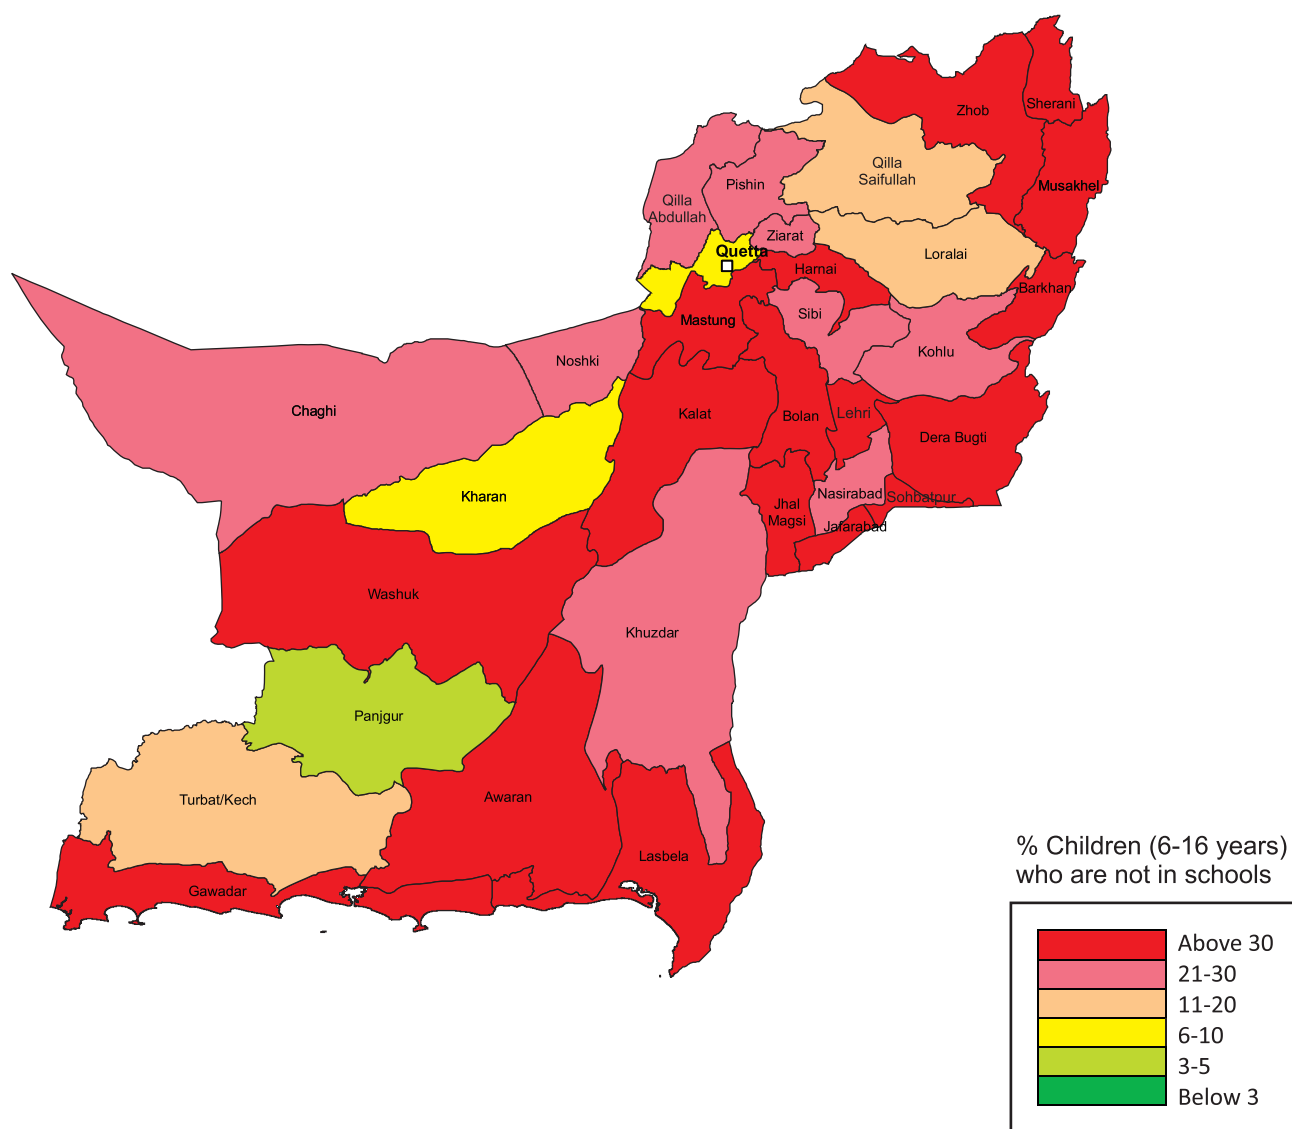 Zhob
Sherani
Qilla
Saifullah
Musakhel
Pishin
Qilla
Abdullah
Ziarat
Quetta
Loralai
Harnai
Barkhan
Sibi
Mastung
Kohlu
Noshki
Chaghi
Kalat
Bolan
Lehri
Dera Bugti
Kharan
Nasirabad
Sohbatpur
Jhal
Magsi
Jafarabad
Washuk
Khuzdar
Panjgur
Turbat/Kech
Awaran
Lasbela
Gawadar
% Children (6-16 years)
who are not in schools
Above 30
21-30
11-20
6-10
3-5
Below 3